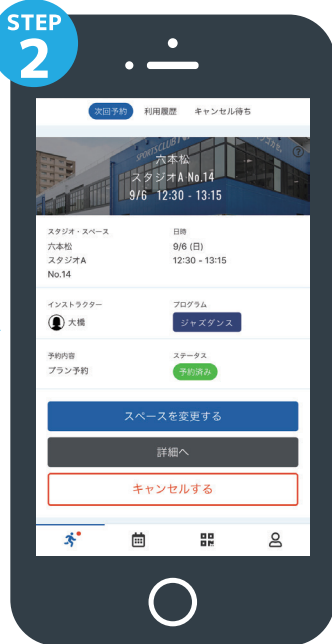 STEP
2
次回予約 利用履歴 キャンセル待ち
SPORTSCLUB
六本松
スタジオA No.14
9/6 12:30 - 13:15
スタジオ・スペース 日時
六本松 9/6 (日)
スタジオA 12:30 - 13:15
No.14
インストラクター プログラム
大橋 ジャズダンス
予約内容 ステータス
プラン予約 予約済み
スペースを変更する
詳細へ
キャンセルする